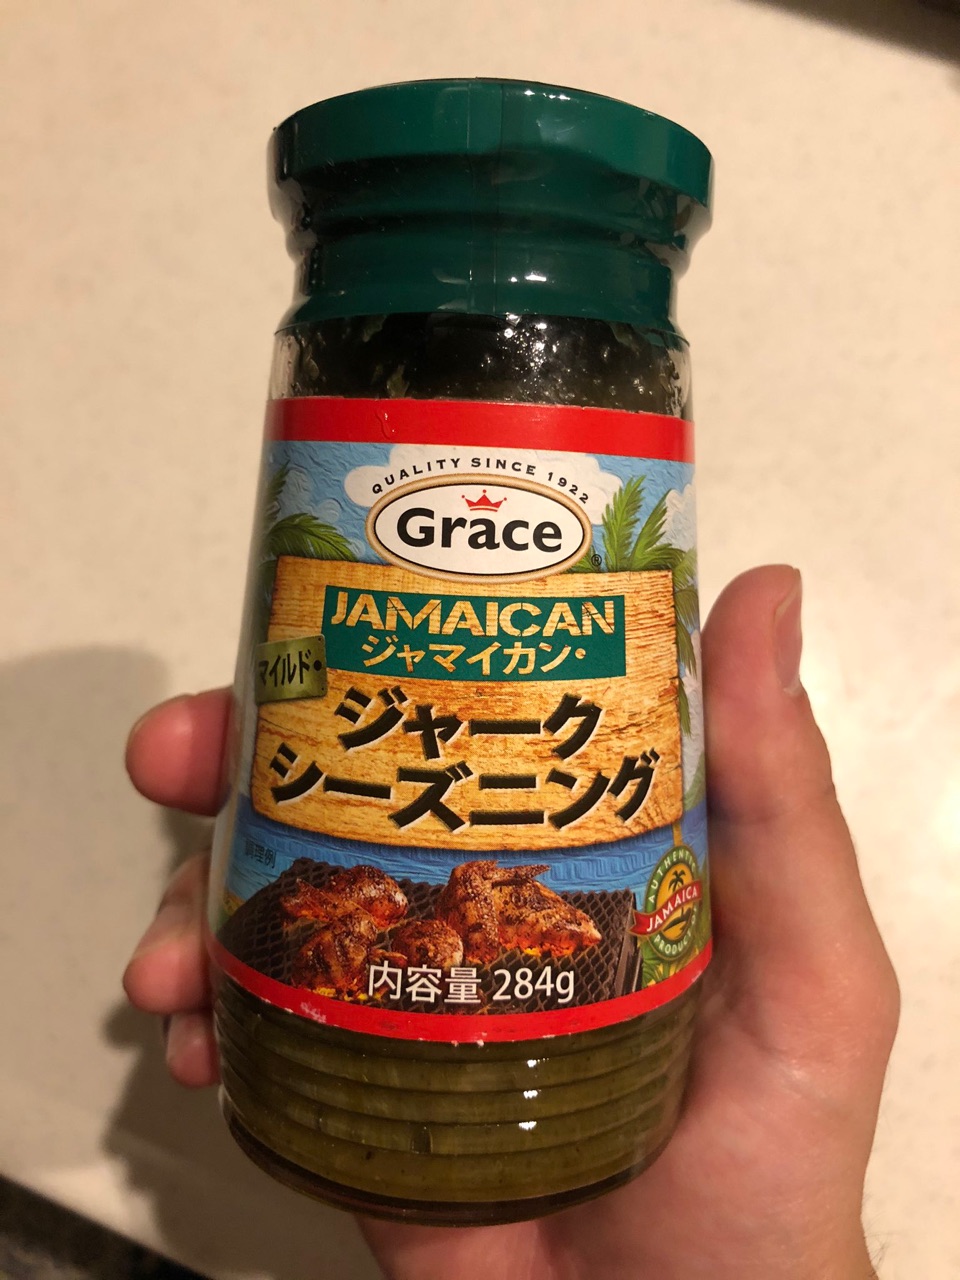 QUALITY SINCE 1922
Grace
®
JAMAICAN
ジャマイカン・
マイルド・
ジャーク
シーズニング
調理例
AUTHENTIC
JAMAICA
PRODUCT
内容量 284g